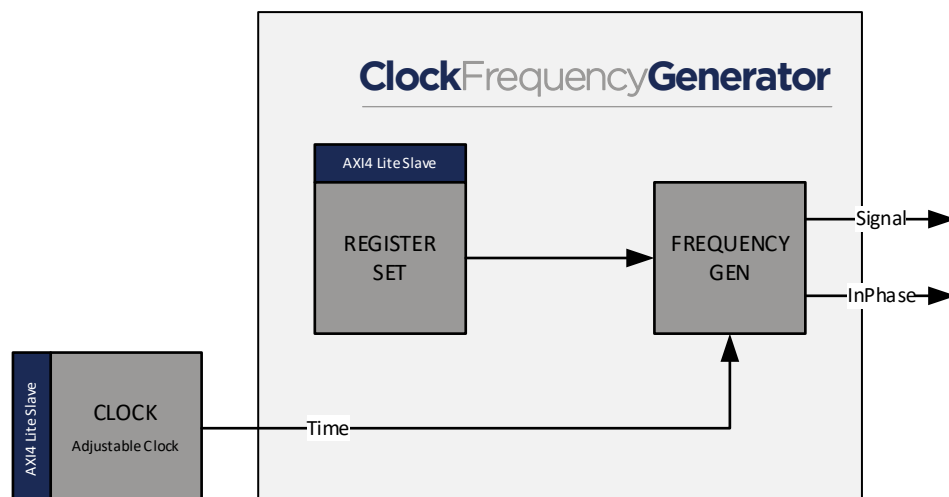 ClockFrequencyGenerator
AXI4 Lite Slave
REGISTER
SET
FREQUENCY
GEN
Signal
InPhase
AXI4 Lite Slave
CLOCK
Adjustable Clock
Time